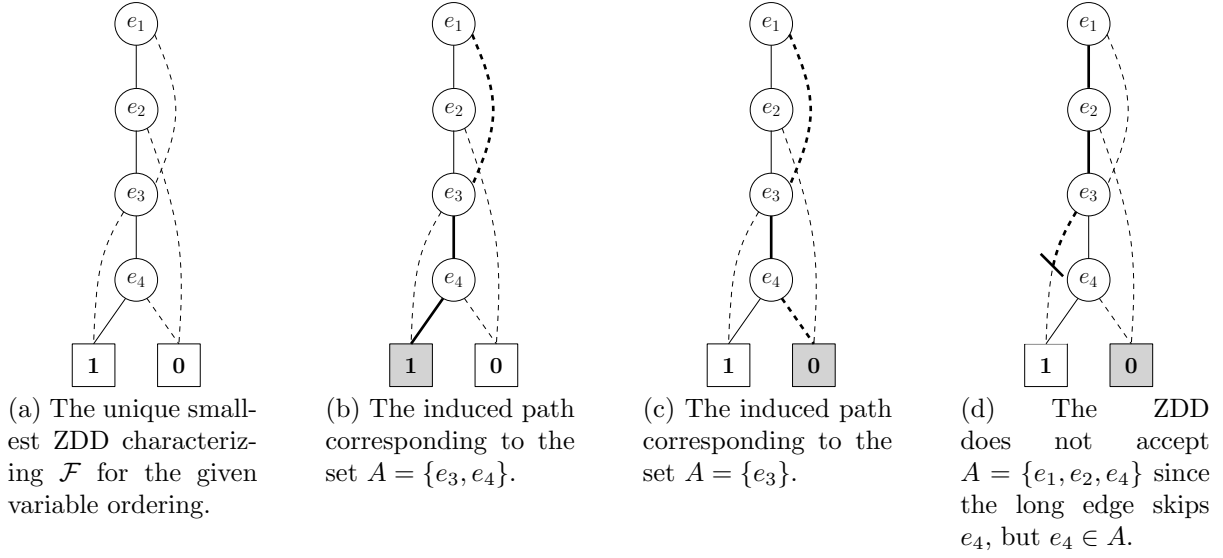 e₁
e₂
e₃
e₄
1 0
(a) The unique small-
est ZDD characteriz-
ing F for the given
variable ordering.
e₁
e₂
e₃
e₄
1 0
(b) The induced path
corresponding to the
set A = {e₃, e₄}.
e₁
e₂
e₃
e₄
1 0
(c) The induced path
corresponding to the
set A = {e₃}.
e₁
e₂
e₃
e₄
1 0
(d) The ZDD
does not accept
A = {e₁, e₂, e₄} since
the long edge skips
e₄, but e₄ ∈ A.